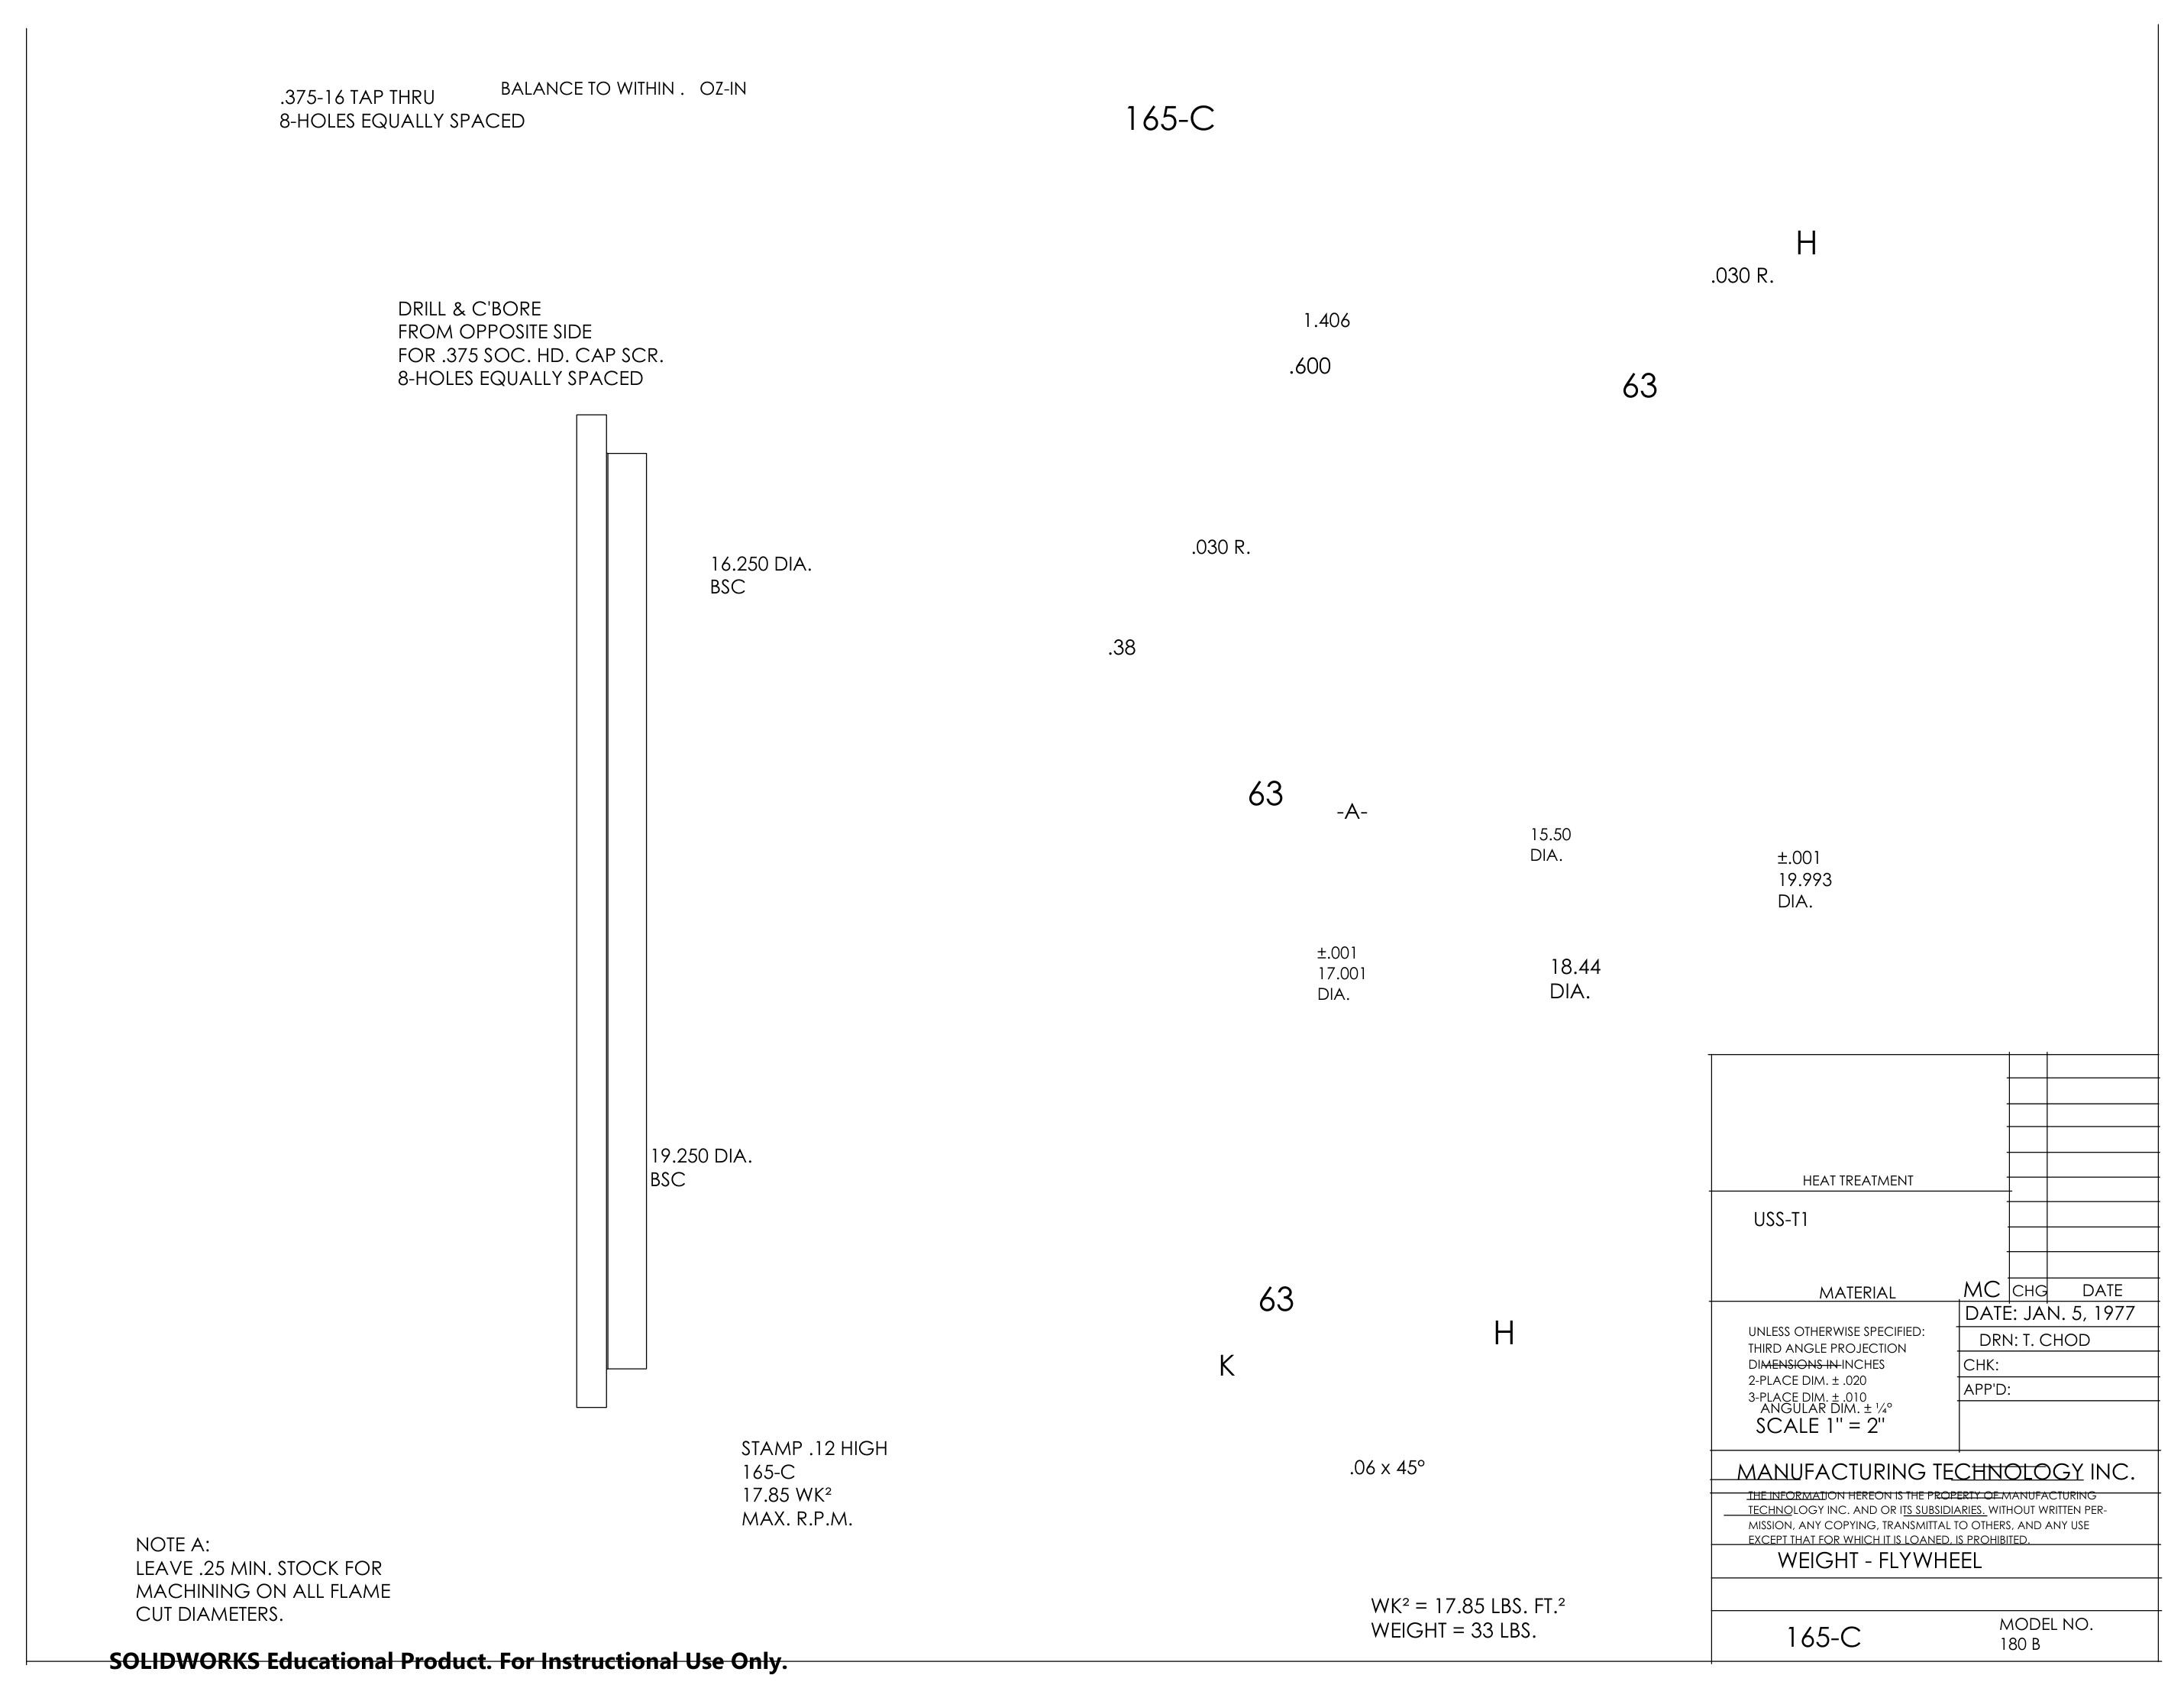 .375-16 TAP THRU
8-HOLES EQUALLY SPACED
BALANCE TO WITHIN .   OZ-IN
165-C
H
.030 R.
DRILL & C'BORE
FROM OPPOSITE SIDE
FOR .375 SOC. HD. CAP SCR.
8-HOLES EQUALLY SPACED
1.406
.600
63
.030 R.
16.250 DIA.
BSC
.38
63
-A-
15.50
DIA.
±.001
19.993
DIA.
±.001
17.001
DIA.
18.44
DIA.
19.250 DIA.
BSC
63
H
K
.06 x 45°
STAMP .12 HIGH
165-C
17.85 WK²
MAX. R.P.M.
NOTE A:
LEAVE .25 MIN. STOCK FOR
MACHINING ON ALL FLAME
CUT DIAMETERS.
WK² = 17.85 LBS. FT.²
WEIGHT = 33 LBS.
HEAT TREATMENT
USS-T1
MATERIAL
MC CHG DATE
DATE: JAN. 5, 1977
DRN: T. CHOD
CHK:
APP'D:
UNLESS OTHERWISE SPECIFIED:
THIRD ANGLE PROJECTION
DIMENSIONS IN INCHES
2-PLACE DIM. ± .020
3-PLACE DIM. ± .010
ANGULAR DIM. ± ¼°
SCALE 1" = 2"
MANUFACTURING TECHNOLOGY INC.
THE INFORMATION HEREON IS THE PROPERTY OF MANUFACTURING
TECHNOLOGY INC. AND OR ITS SUBSIDIARIES. WITHOUT WRITTEN PER-
MISSION, ANY COPYING, TRANSMITTAL TO OTHERS, AND ANY USE
EXCEPT THAT FOR WHICH IT IS LOANED, IS PROHIBITED.
WEIGHT - FLYWHEEL
165-C
MODEL NO.
180 B
SOLIDWORKS Educational Product. For Instructional Use Only.